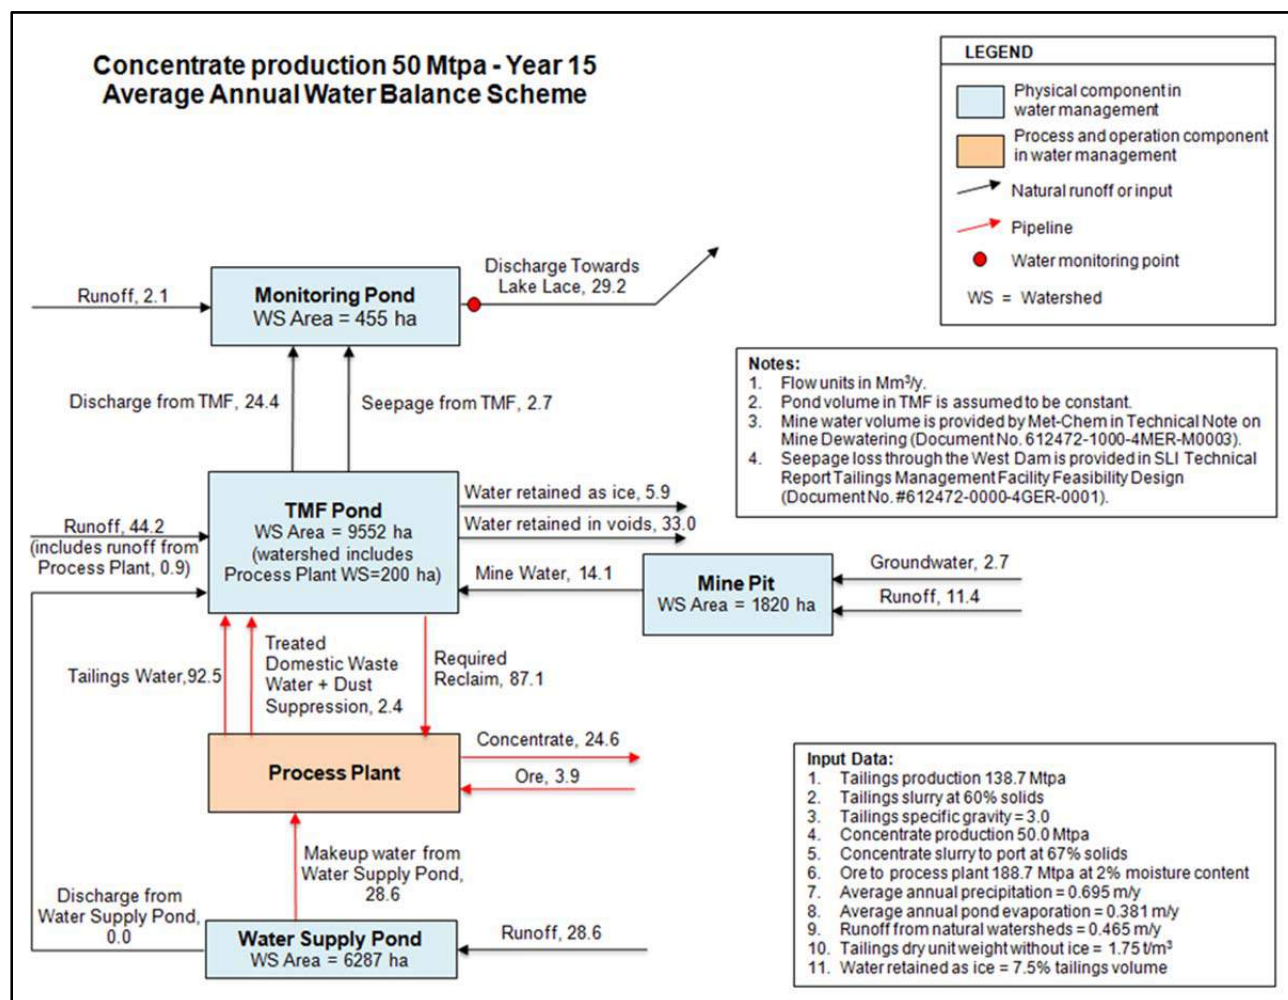 Concentrate production 50 Mtpa - Year 15
Average Annual Water Balance Scheme
LEGEND
Physical component in
water management
Process and operation component
in water management
Natural runoff or input
Pipeline
Water monitoring point
WS = Watershed
Runoff, 2.1
Monitoring Pond
WS Area = 455 ha
Discharge Towards
Lake Lace, 29.2
Discharge from TMF, 24.4
Seepage from TMF, 2.7
Notes:
1. Flow units in Mm³/y.
2. Pond volume in TMF is assumed to be constant.
3. Mine water volume is provided by Met-Chem in Technical Note on
Mine Dewatering (Document No. 612472-1000-4MER-M0003).
4. Seepage loss through the West Dam is provided in SLI Technical
Report Tailings Management Facility Feasibility Design
(Document No. #612472-0000-4GER-0001).
Runoff, 44.2
(includes runoff from
Process Plant, 0.9)
TMF Pond
WS Area = 9552 ha
(watershed includes
Process Plant WS=200 ha)
Water retained as ice, 5.9
Water retained in voids, 33.0
Mine Water, 14.1
Mine Pit
WS Area = 1820 ha
Groundwater, 2.7
Runoff, 11.4
Tailings Water,92.5
Treated
Domestic Waste
Water + Dust
Suppression, 2.4
Required
Reclaim, 87.1
Process Plant
Concentrate, 24.6
Ore, 3.9
Makeup water from
Water Supply Pond,
28.6
Discharge from
Water Supply Pond,
0.0
Water Supply Pond
WS Area = 6287 ha
Runoff, 28.6
Input Data:
1. Tailings production 138.7 Mtpa
2. Tailings slurry at 60% solids
3. Tailings specific gravity = 3.0
4. Concentrate production 50.0 Mtpa
5. Concentrate slurry to port at 67% solids
6. Ore to process plant 188.7 Mtpa at 2% moisture content
7. Average annual precipitation = 0.695 m/y
8. Average annual pond evaporation = 0.381 m/y
9. Runoff from natural watersheds = 0.465 m/y
10. Tailings dry unit weight without ice = 1.75 t/m³
11. Water retained as ice = 7.5% tailings volume